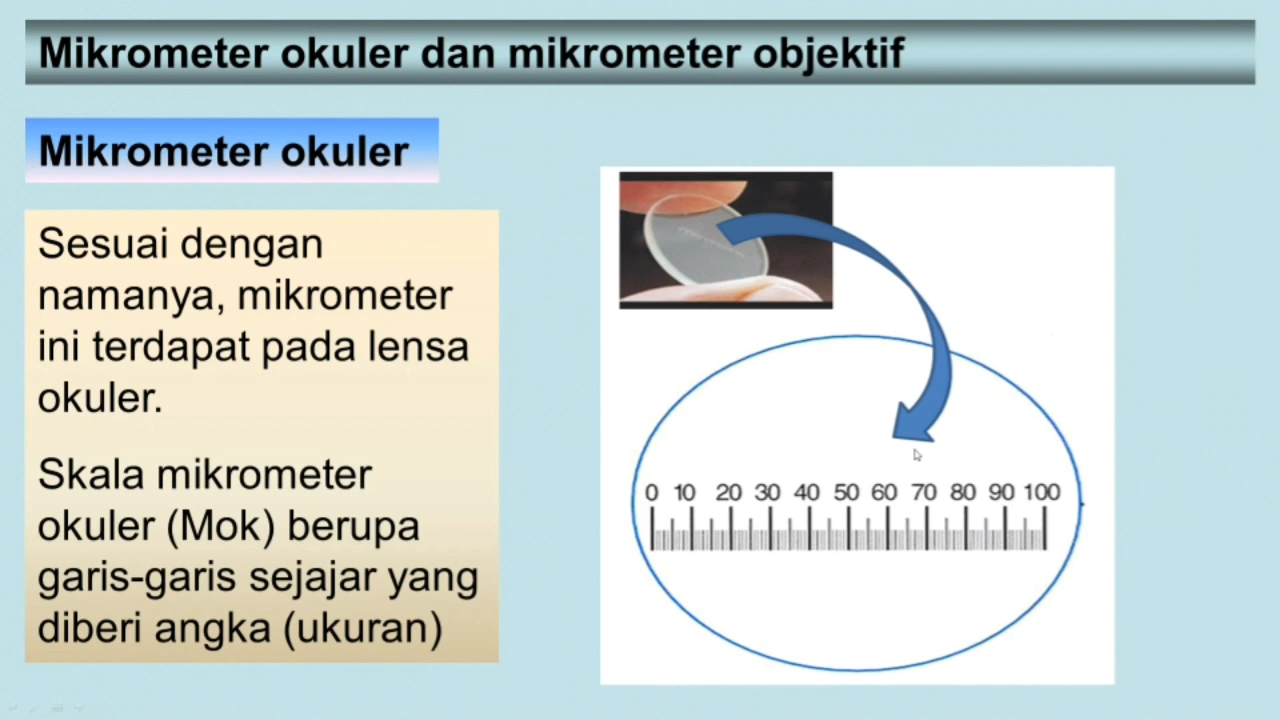 Mikrometer okuler dan mikrometer objektif
Mikrometer okuler
Sesuai dengan
namanya, mikrometer
ini terdapat pada lensa
okuler.
Skala mikrometer
okuler (Mok) berupa
garis-garis sejajar yang
diberi angka (ukuran)
0 10 20 30 40 50 60 70 80 90 100